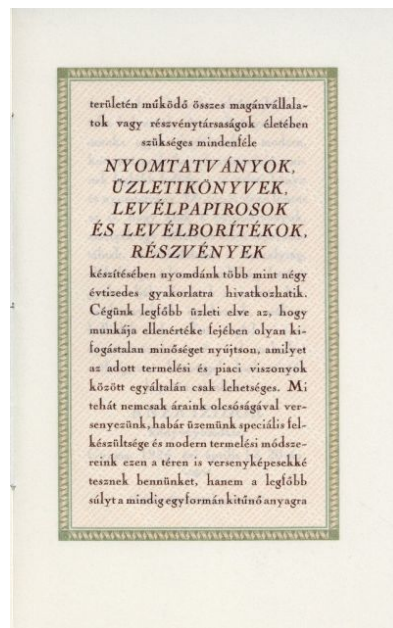 területén működő összes magánvállala-
tok vagy részvénytársaságok életében
szükséges mindenféle
NYOMTATVÁNYOK,
ÜZLETIKÖNYVEK,
LEVÉLPAPIROSOK
ÉS LEVÉLBORÍTÉKOK,
RÉSZVÉNYEK
készítésében nyomdánk több mint négy
évtizedes gyakorlatra hivatkozhatik.
Cégünk legfőbb üzleti elve az, hogy
munkája ellenértéke fejében olyan ki-
fogástalan minőséget nyújtson, amilyet
az adott termelési és piaci viszonyok
között egyáltalán csak lehetséges. Mi
tehát nemcsak áraink olcsóságával ver-
senyezünk, habár üzemünk speciális fel-
készültsége és modern termelési módsze-
reink ezen a téren is versenyképesekké
tesznek bennünket, hanem a legfőbb
súlyt a mindig egyformán kitűnő anyagra